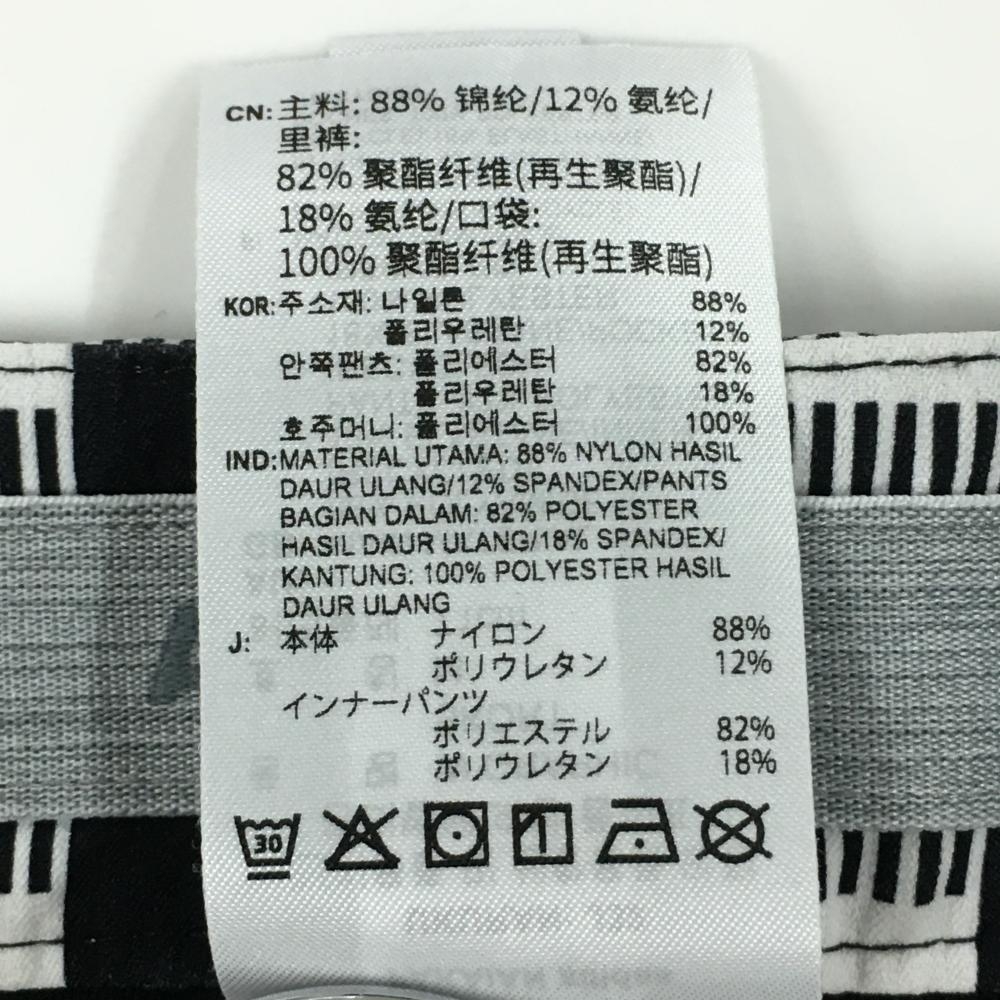 CN: 主料: 88% 锦纶/12% 氨纶/
里裤:
82% 聚酯纤维(再生聚酯)/
18% 氨纶/口袋:
100% 聚酯纤维(再生聚酯)
KOR: 주소재: 나일론 88%
폴리우레탄 12%
안쪽팬츠: 폴리에스터 82%
폴리우레탄 18%
호주머니: 폴리에스터 100%
IND: MATERIAL UTAMA: 88% NYLON HASIL
DAUR ULANG/12% SPANDEX/PANTS
BAGIAN DALAM: 82% POLYESTER
HASIL DAUR ULANG/18% SPANDEX/
KANTUNG: 100% POLYESTER HASIL
DAUR ULANG
J: 本体 ナイロン 88%
ポリウレタン 12%
インナーパンツ
ポリエステル 82%
ポリウレタン 18%
30